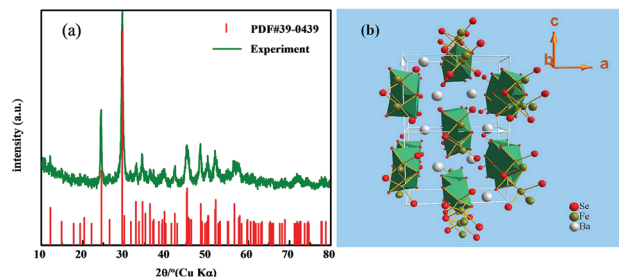 (a)
PDF#39-0439
Experiment
intensity (a.u.)
10 20 30 40 50 60 70 80
2θ/°(Cu Kα)
(b)
c
b
a
Se
Fe
Ba